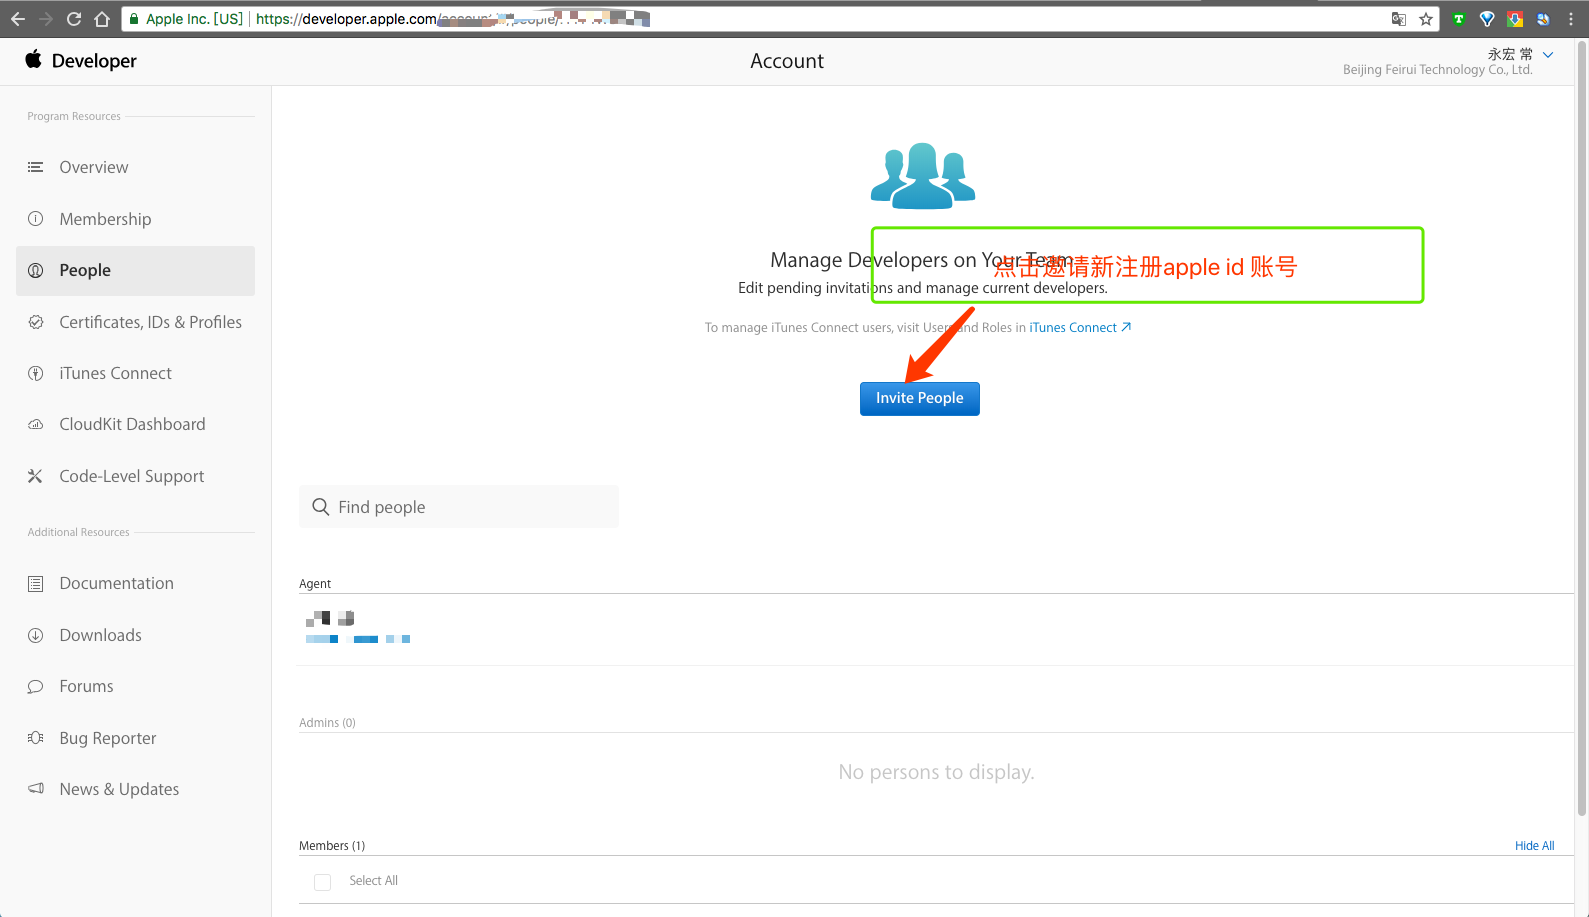 Apple Inc. [US]
https://developer.apple.com/
Developer
Account
永宏 常
Beijing Feirui Technology Co., Ltd.
Program Resources
Overview
Membership
People
Certificates, IDs & Profiles
iTunes Connect
CloudKit Dashboard
Code-Level Support
Additional Resources
Documentation
Downloads
Forums
Bug Reporter
News & Updates
Manage Developers on Your Team
点击邀请新注册apple id 账号
Edit pending invitations and manage current developers.
To manage iTunes Connect users, visit Users and Roles in iTunes Connect
Invite People
Find people
Agent
Admins (0)
No persons to display.
Members (1)
Hide All
Select All